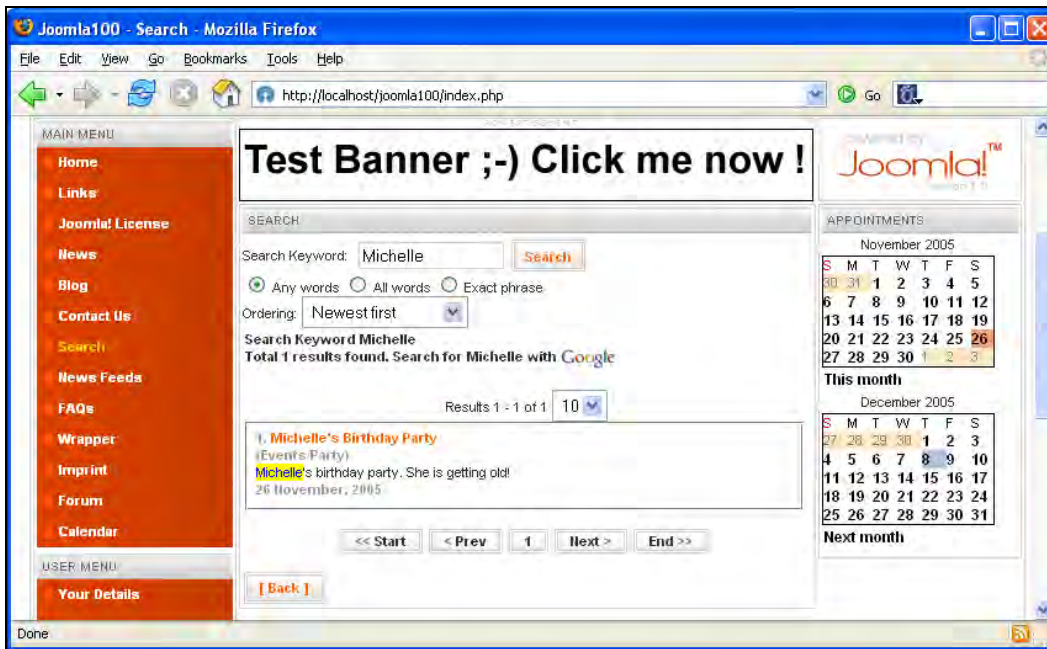 Joomla100 - Search - Mozilla Firefox
File Edit View Go Bookmarks Tools Help
http://localhost/joomla100/index.php Go
MAIN MENU
Home
Links
Joomla! License
News
Blog
Contact Us
Search
News Feeds
FAQs
Wrapper
Imprint
Forum
Calendar
USER MENU
Your Details
ADVERTISEMENT
Test Banner ;-) Click me now !
SEARCH
Search Keyword: Michelle Search
Any words All words Exact phrase
Ordering: Newest first
Search Keyword Michelle
Total 1 results found. Search for Michelle with Google
Results 1 - 1 of 1 10
1. Michelle's Birthday Party
(Events Party)
Michelle's birthday party. She is getting old!
26 November, 2005
<< Start < Prev 1 Next > End >>
[ Back ]
powered by
Joomla!™
version 1.0
APPOINTMENTS
November 2005
S M T W T F S
30 31 1 2 3 4 5
6 7 8 9 10 11 12
13 14 15 16 17 18 19
20 21 22 23 24 25 26
27 28 29 30 1 2 3
This month
December 2005
S M T W T F S
27 28 29 30 1 2 3
4 5 6 7 8 9 10
11 12 13 14 15 16 17
18 19 20 21 22 23 24
25 26 27 28 29 30 31
Next month
Done